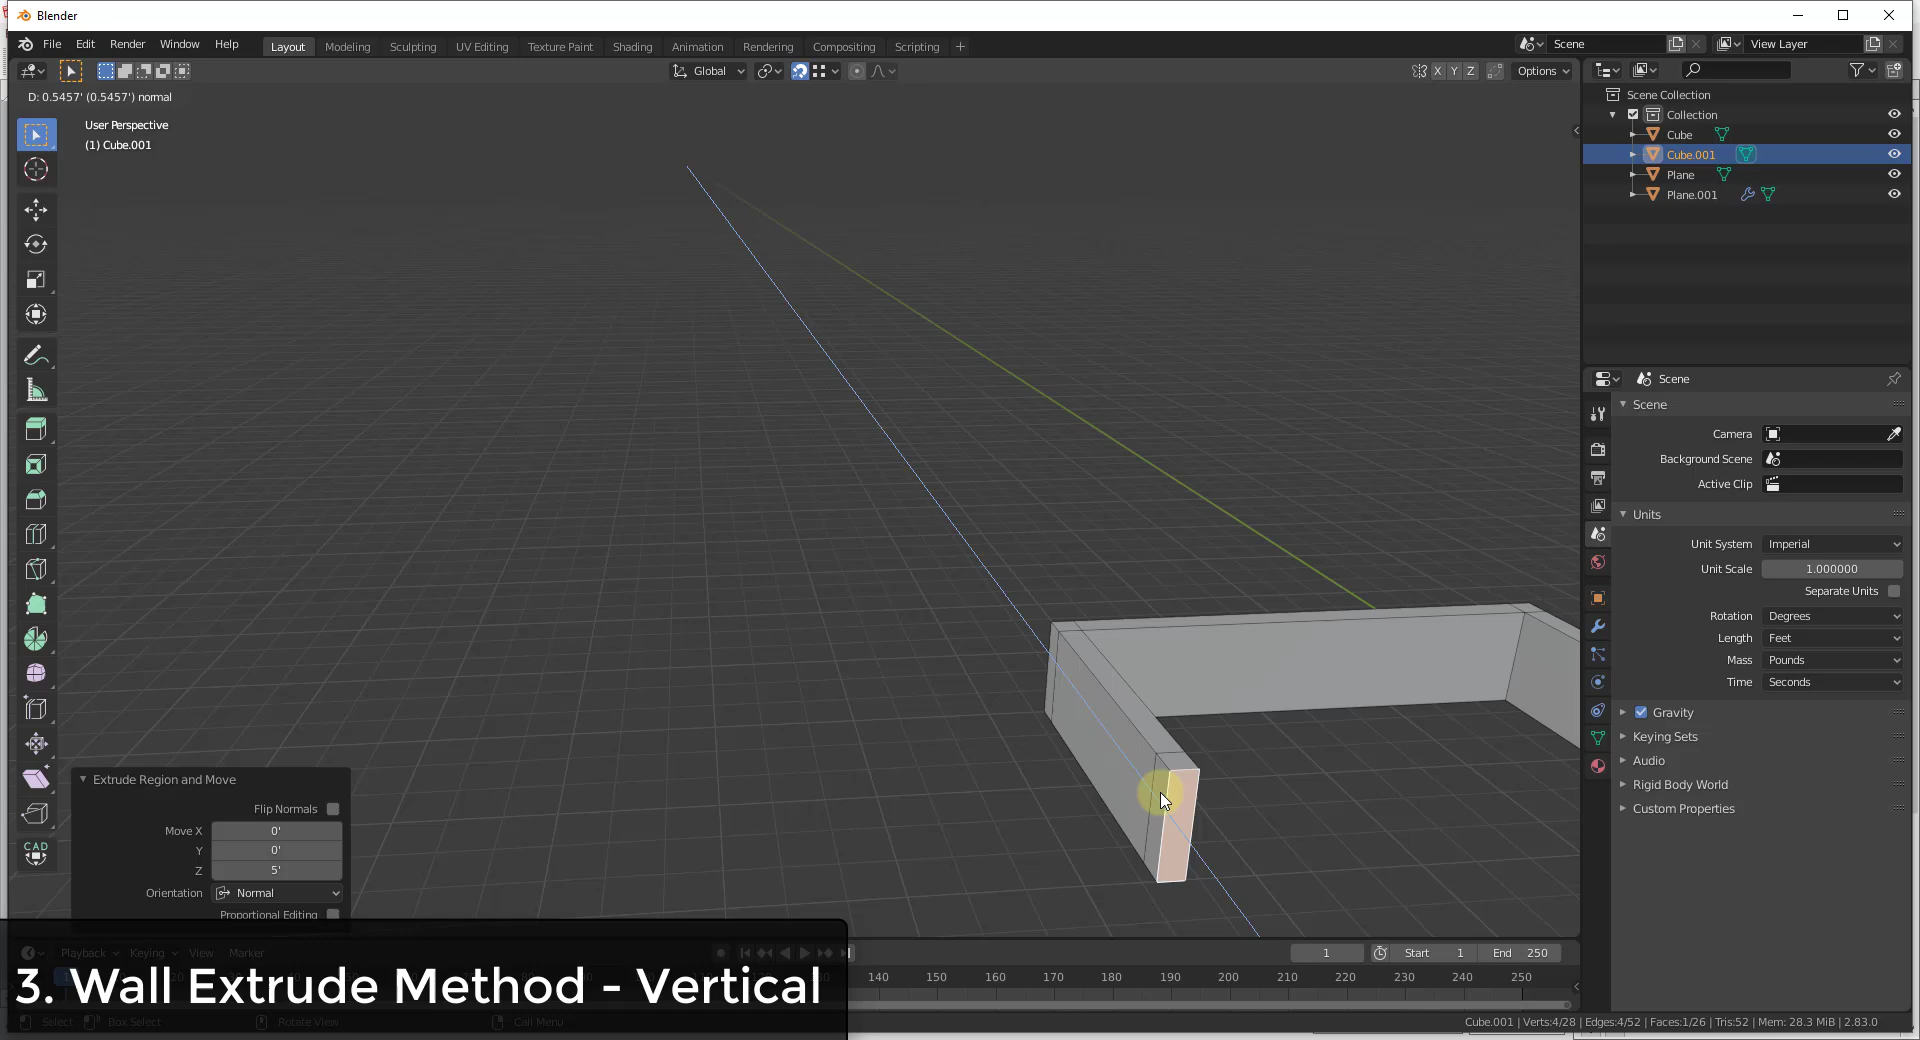 Blender
File Edit Render Window Help Layout Modeling Sculpting UV Editing Texture Paint Shading Animation Rendering Compositing Scripting + Scene View Layer
Global X Y Z Options
D: 0.5457' (0.5457') normal
User Perspective
(1) Cube.001
Scene Collection
Collection
Cube
Cube.001
Plane
Plane.001
Scene
Scene
Camera
Background Scene
Active Clip
Units
Unit System Imperial
Unit Scale 1.000000
Separate Units
Rotation Degrees
Length Feet
Mass Pounds
Time Seconds
Gravity
Keying Sets
Audio
Rigid Body World
Custom Properties
CAD
Extrude Region and Move
Flip Normals
Move X 0'
Y 0'
Z 5'
Orientation Normal
Proportional Editing
Playback Keying View Marker 1 Start 1 End 250
140 150 160 170 180 190 200 210 220 230 240 250
3. Wall Extrude Method - Vertical
Select Box Select Rotate View Call Menu
Cube.001 | Verts:4/28 | Edges:4/52 | Faces:1/26 | Tris:52 | Mem: 28.3 MiB | 2.83.0